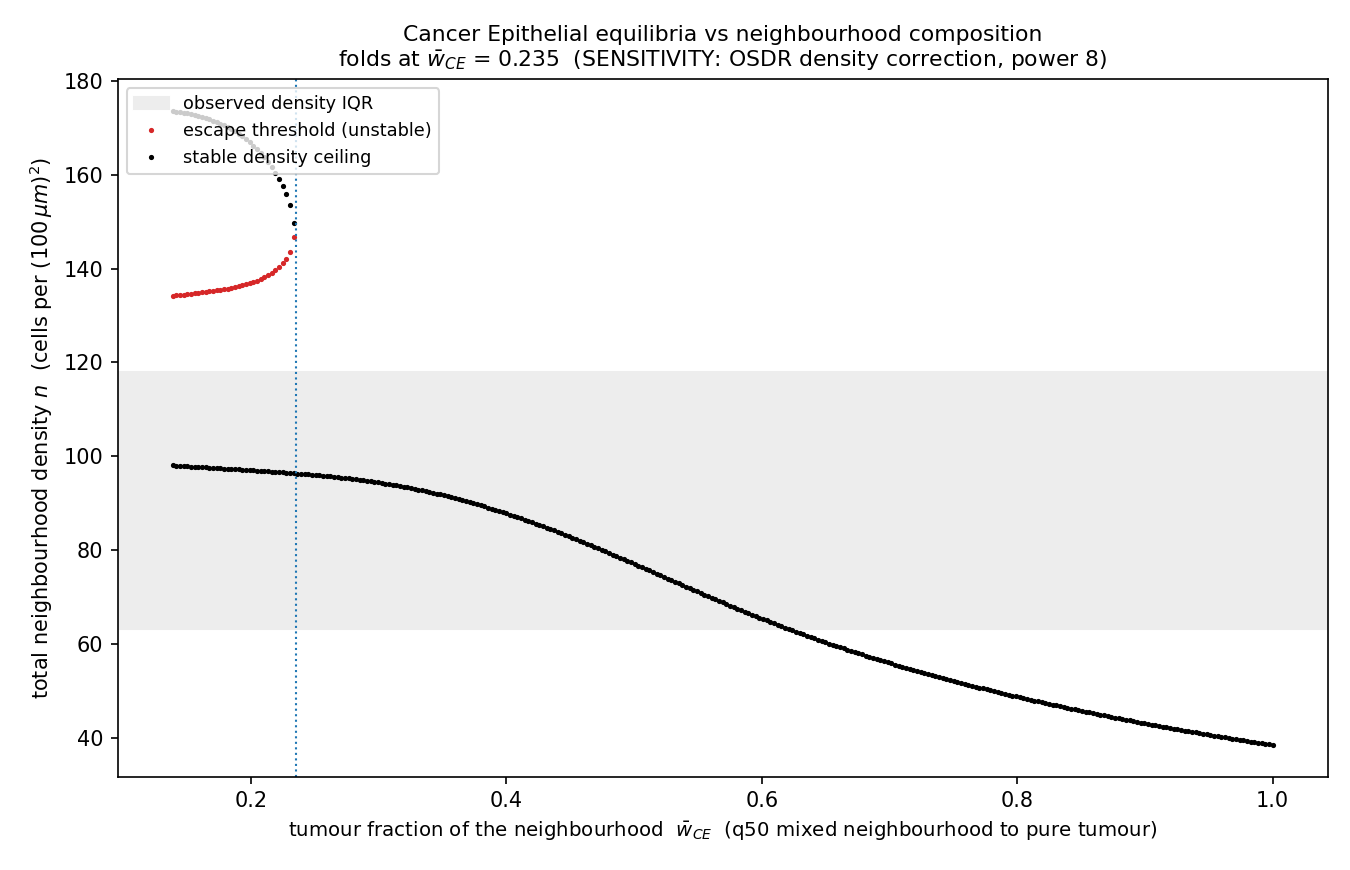 Cancer Epithelial equilibria vs neighbourhood composition
folds at w̄_CE = 0.235 (SENSITIVITY: OSDR density correction, power 8)
observed density IQR
escape threshold (unstable)
stable density ceiling
total neighbourhood density n (cells per (100 μm)²)
180
160
140
120
100
80
60
40
0.2
0.4
0.6
0.8
1.0
tumour fraction of the neighbourhood w̄_CE (q50 mixed neighbourhood to pure tumour)